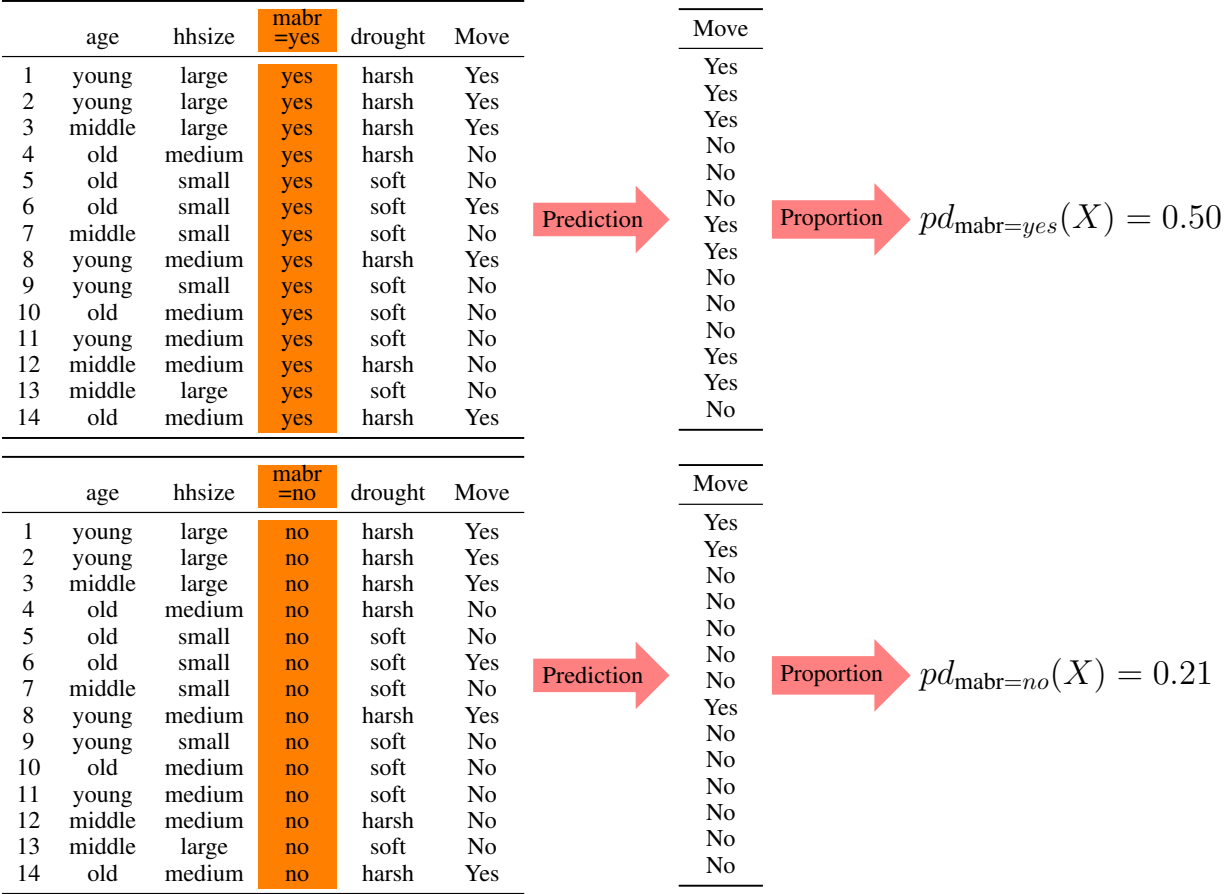 age hhsize mabr =yes drought Move
1 young large yes harsh Yes
2 young large yes harsh Yes
3 middle large yes harsh Yes
4 old medium yes harsh No
5 old small yes soft No
6 old small yes soft Yes
7 middle small yes soft No
8 young medium yes harsh Yes
9 young small yes soft No
10 old medium yes soft No
11 young medium yes soft No
12 middle medium yes harsh No
13 middle large yes soft No
14 old medium yes harsh Yes
Prediction
Move
Yes
Yes
Yes
No
No
No
Yes
Yes
No
No
No
Yes
Yes
No
Proportion
pd_{mabr=yes}(X) = 0.50
age hhsize mabr =no drought Move
1 young large no harsh Yes
2 young large no harsh Yes
3 middle large no harsh Yes
4 old medium no harsh No
5 old small no soft No
6 old small no soft Yes
7 middle small no soft No
8 young medium no harsh Yes
9 young small no soft No
10 old medium no soft No
11 young medium no soft No
12 middle medium no harsh No
13 middle large no soft No
14 old medium no harsh Yes
Prediction
Move
Yes
Yes
No
No
No
No
No
Yes
No
No
No
No
No
No
Proportion
pd_{mabr=no}(X) = 0.21